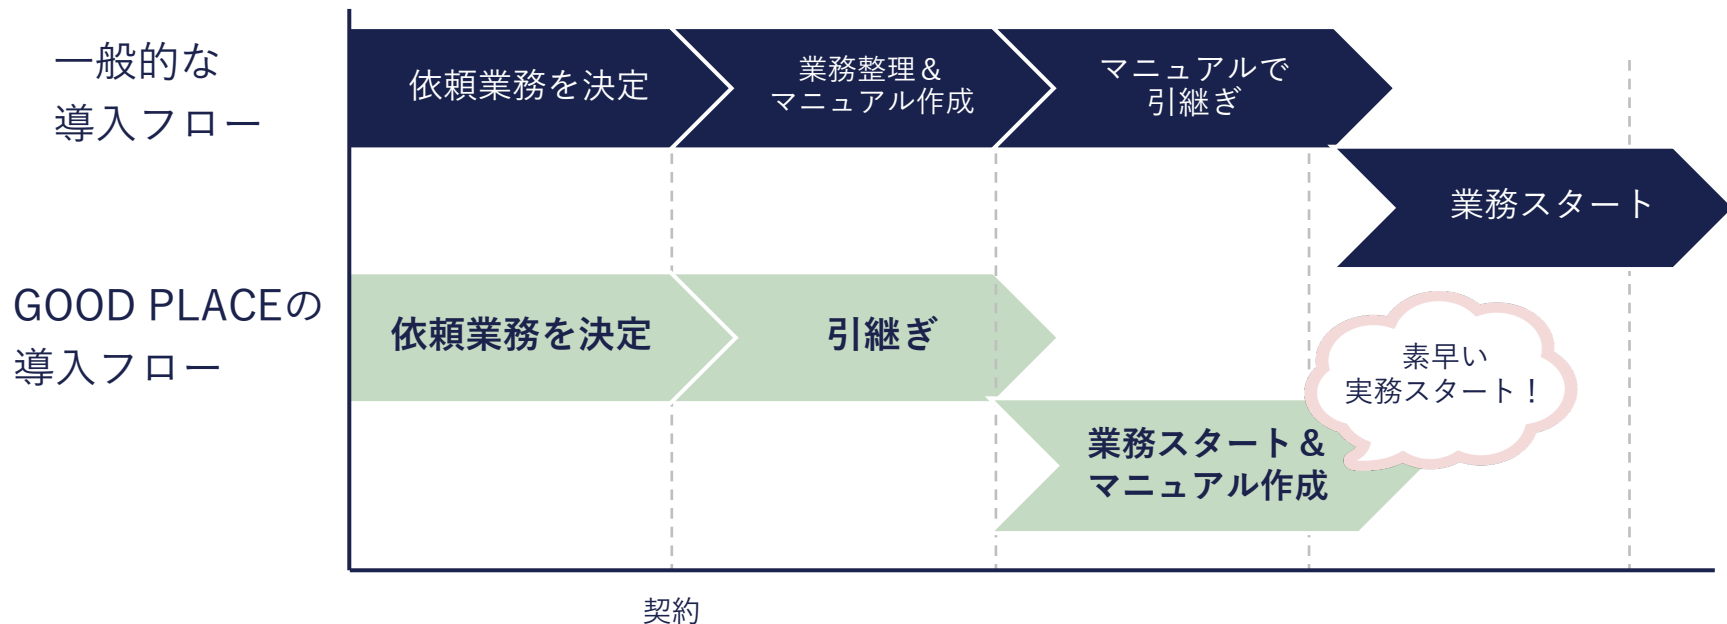 一般的な
導入フロー
依頼業務を決定
業務整理＆
マニュアル作成
マニュアルで
引継ぎ
業務スタート
GOOD PLACEの
導入フロー
依頼業務を決定
引継ぎ
業務スタート＆
マニュアル作成
素早い
実務スタート！
契約